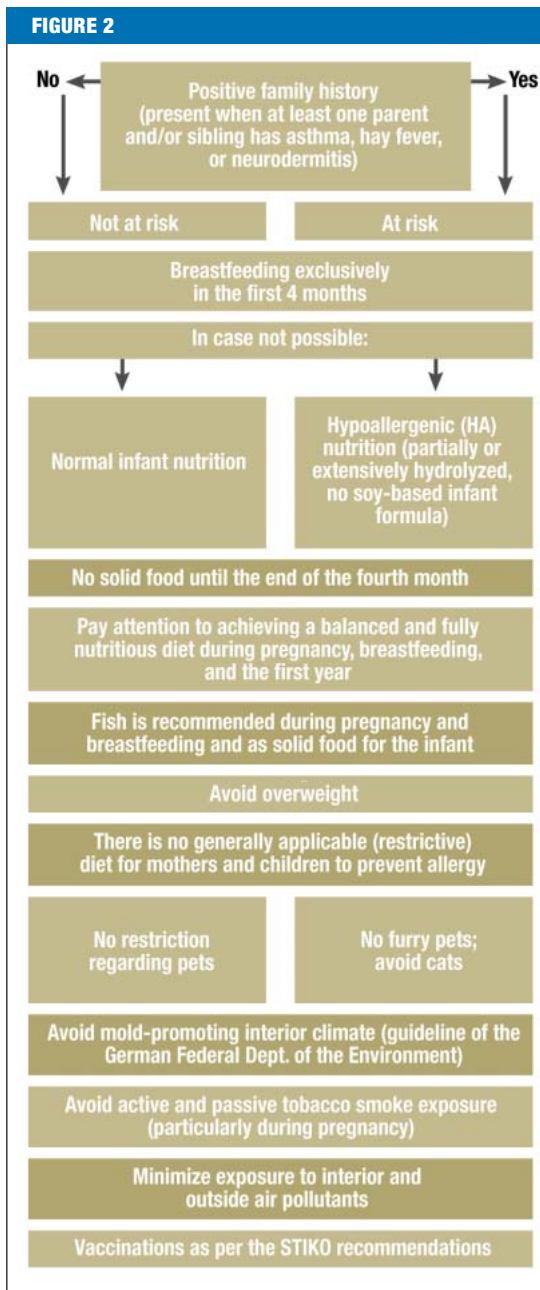 FIGURE 2
No
Positive family history
(present when at least one parent
and/or sibling has asthma, hay fever,
or neurodermitis)
Yes
Not at risk
At risk
Breastfeeding exclusively
in the first 4 months
In case not possible:
Normal infant nutrition
Hypoallergenic (HA)
nutrition (partially or
extensively hydrolyzed,
no soy-based infant
formula)
No solid food until the end of the fourth month
Pay attention to achieving a balanced and fully
nutritious diet during pregnancy, breastfeeding,
and the first year
Fish is recommended during pregnancy and
breastfeeding and as solid food for the infant
Avoid overweight
There is no generally applicable (restrictive)
diet for mothers and children to prevent allergy
No restriction
regarding pets
No furry pets;
avoid cats
Avoid mold-promoting interior climate (guideline of the
German Federal Dept. of the Environment)
Avoid active and passive tobacco smoke exposure
(particularly during pregnancy)
Minimize exposure to interior and
outside air pollutants
Vaccinations as per the STIKO recommendations